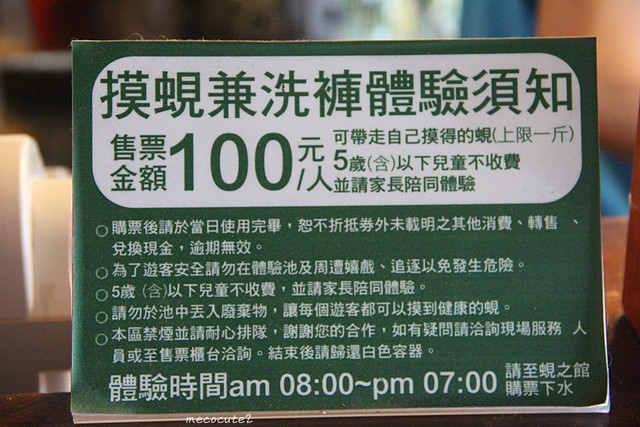 摸蜆兼洗褲體驗須知
售票金額100元/人
可帶走自己摸得的蜆(上限一斤)
5歲(含)以下兒童不收費
並請家長陪同體驗
○購票後請於當日使用完畢，恕不折抵券外未載明之其他消費、轉售、
兌換現金，逾期無效。
○為了遊客安全請勿在體驗池及周遭嬉戲、追逐以免發生危險。
○5歲(含)以下兒童不收費，並請家長陪同體驗。
○請勿於池中丟入廢棄物，讓每個遊客都可以摸到健康的蜆。
○本區禁煙並請耐心排隊，謝謝您的合作，如有疑問請洽詢現場服務 人
員或至售票櫃台洽詢。結束後請歸還白色容器。
體驗時間am 08:00~pm 07:00 請至蜆之館
購票下水
mecocute2